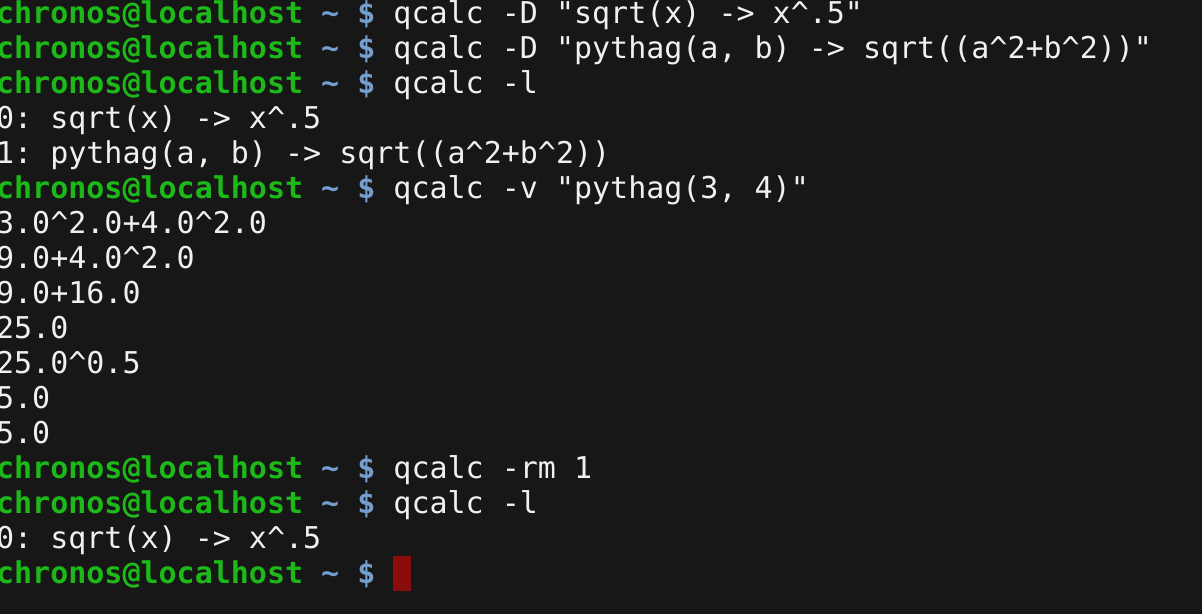 chronos@localhost ~ $ qcalc -D "sqrt(x) -> x^.5"
chronos@localhost ~ $ qcalc -D "pythag(a, b) -> sqrt((a^2+b^2))"
chronos@localhost ~ $ qcalc -l
0: sqrt(x) -> x^.5
1: pythag(a, b) -> sqrt((a^2+b^2))
chronos@localhost ~ $ qcalc -v "pythag(3, 4)"
3.0^2.0+4.0^2.0
9.0+4.0^2.0
9.0+16.0
25.0
25.0^0.5
5.0
5.0
chronos@localhost ~ $ qcalc -rm 1
chronos@localhost ~ $ qcalc -l
0: sqrt(x) -> x^.5
chronos@localhost ~ $